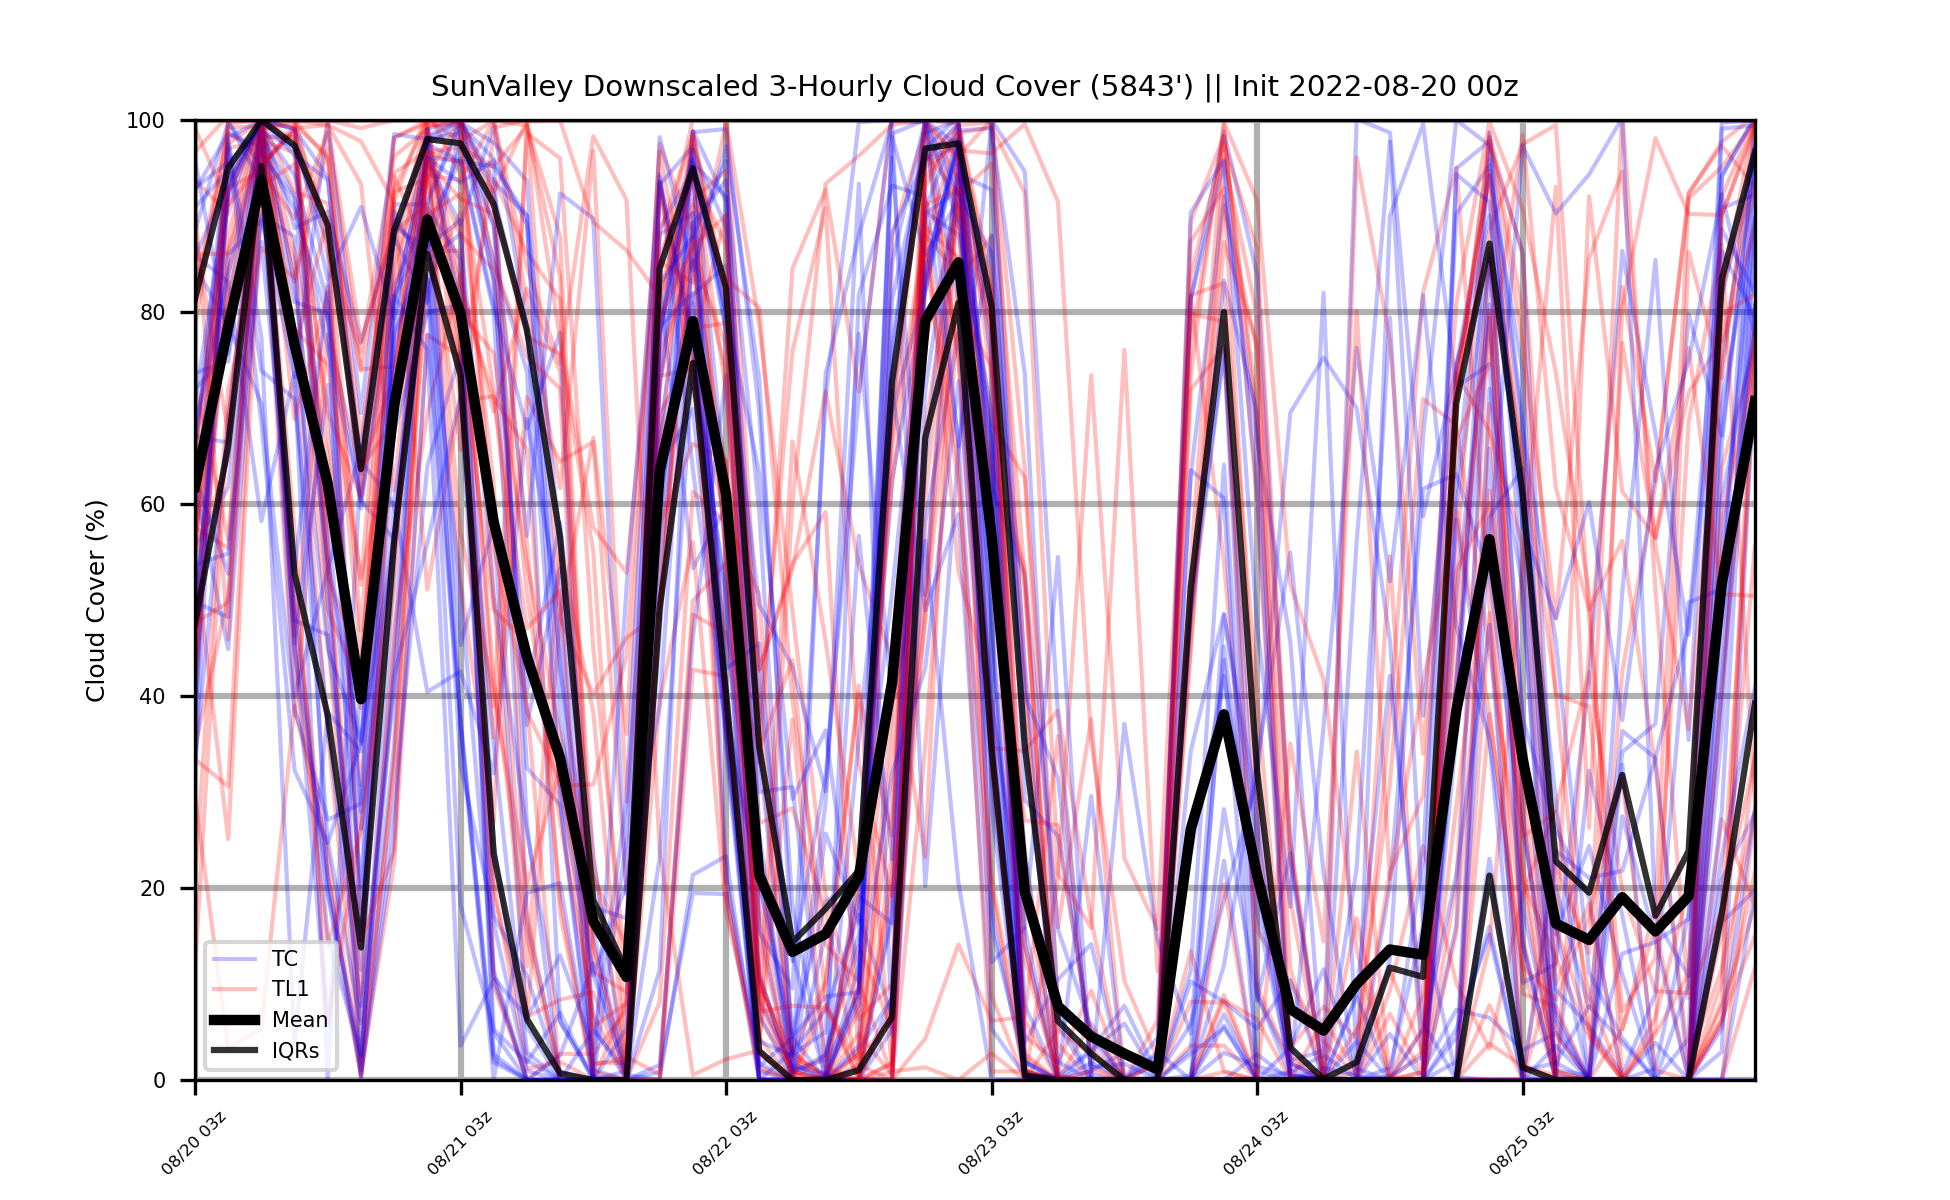 SunValley Downscaled 3-Hourly Cloud Cover (5843') || Init 2022-08-20 00z
100
80
60
40
20
0
Cloud Cover (%)
TC
TL1
Mean
IQRs
08/20 03z
08/21 03z
08/22 03z
08/23 03z
08/24 03z
08/25 03z